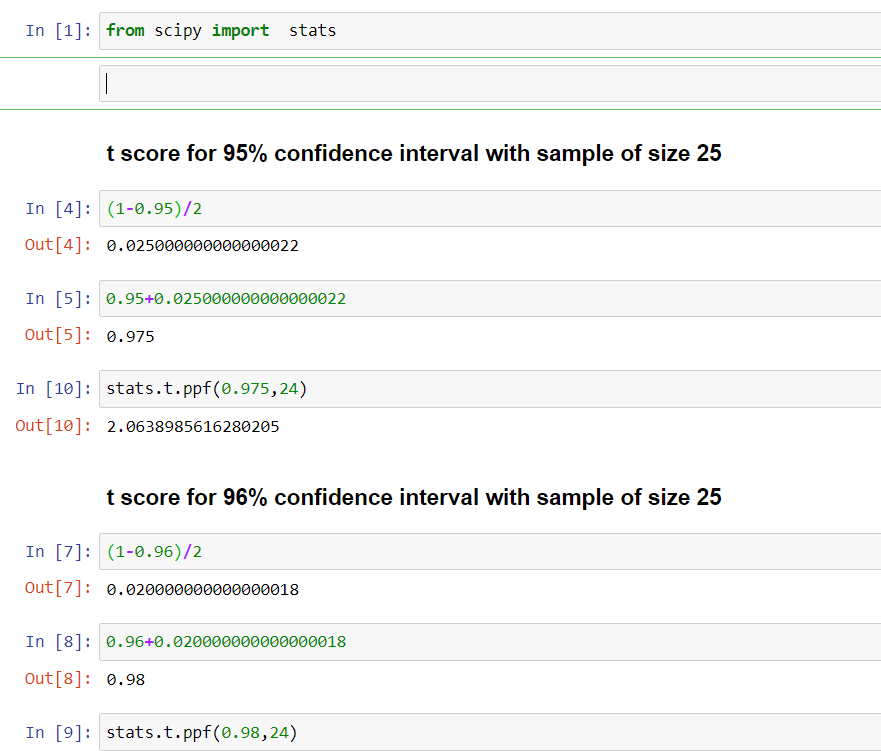 In [1]: from scipy import  stats
t score for 95% confidence interval with sample of size 25
In [4]: (1-0.95)/2
Out[4]: 0.025000000000000022
In [5]: 0.95+0.025000000000000022
Out[5]: 0.975
In [10]: stats.t.ppf(0.975,24)
Out[10]: 2.0638985616280205
t score for 96% confidence interval with sample of size 25
In [7]: (1-0.96)/2
Out[7]: 0.020000000000000018
In [8]: 0.96+0.020000000000000018
Out[8]: 0.98
In [9]: stats.t.ppf(0.98,24)